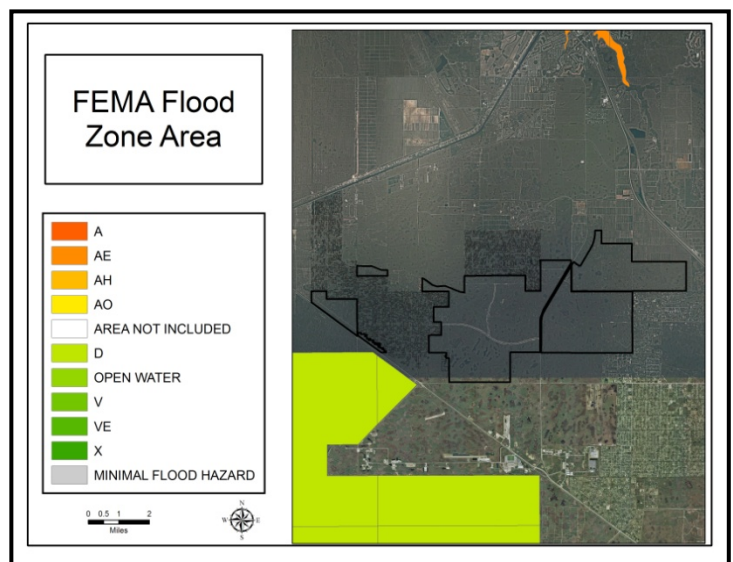 FEMA Flood
Zone Area
A
AE
AH
AO
AREA NOT INCLUDED
D
OPEN WATER
V
VE
X
MINIMAL FLOOD HAZARD
0 0.5 1 2
Miles
N
W E
S